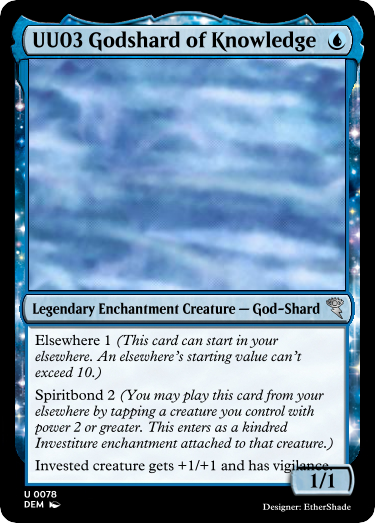 UU03 Godshard of Knowledge
Legendary Enchantment Creature — God-Shard
Elsewhere 1 (This card can start in your
elsewhere. An elsewhere's starting value can't
exceed 10.)
Spiritbond 2 (You may play this card from your
elsewhere by tapping a creature you control with
power 2 or greater. This enters as a kindred
Investiture enchantment attached to that creature.)
Invested creature gets +1/+1 and has vigilance.
1/1
U 0078
DEM
Designer: EtherShade